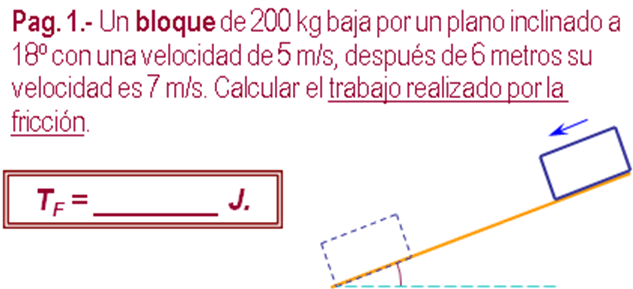 Pag. 1.- Un bloque de 200 kg baja por un plano inclinado a
18º con una velocidad de 5 m/s, después de 6 metros su
velocidad es 7 m/s. Calcular el trabajo realizado por la
fricción.
T_F = ________ J.